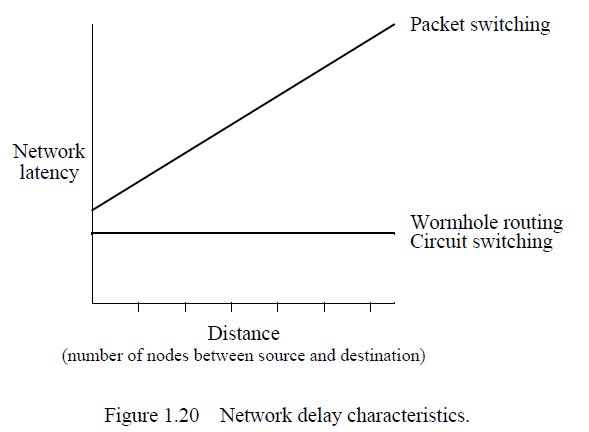 Packet switching
Network
latency
Wormhole routing
Circuit switching
Distance
(number of nodes between source and destination)
Figure 1.20 Network delay characteristics.